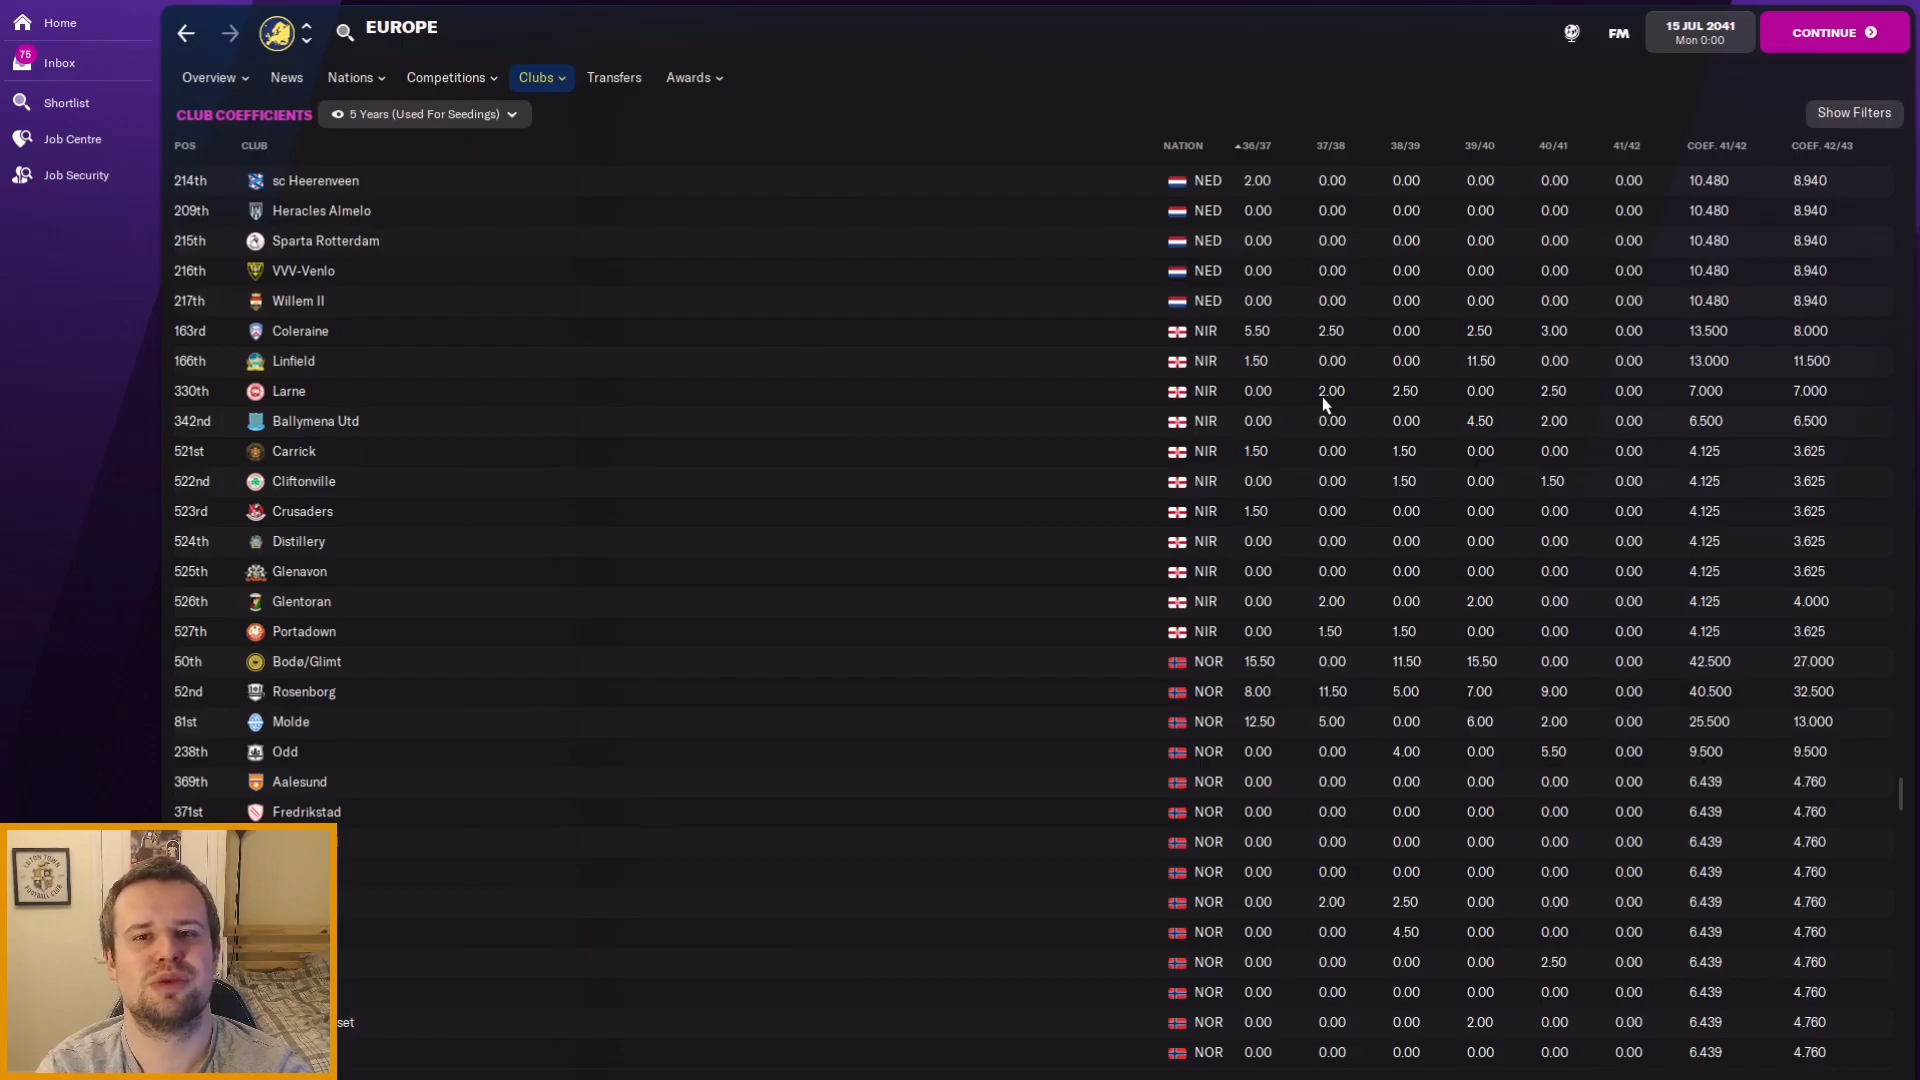 Home
75
Inbox
Shortlist
Job Centre
Job Security
EUROPE
FM
15 JUL 2041
Mon 0:00
CONTINUE
Overview News Nations Competitions Clubs Transfers Awards
CLUB COEFFICIENTS 5 Years (Used For Seedings) Show Filters
POS CLUB NATION 36/37 37/38 38/39 39/40 40/41 41/42 COEF. 41/42 COEF. 42/43
214th sc Heerenveen NED 2.00 0.00 0.00 0.00 0.00 0.00 10.480 8.940
209th Heracles Almelo NED 0.00 0.00 0.00 0.00 0.00 0.00 10.480 8.940
215th Sparta Rotterdam NED 0.00 0.00 0.00 0.00 0.00 0.00 10.480 8.940
216th VVV-Venlo NED 0.00 0.00 0.00 0.00 0.00 0.00 10.480 8.940
217th Willem II NED 0.00 0.00 0.00 0.00 0.00 0.00 10.480 8.940
163rd Coleraine NIR 5.50 2.50 0.00 2.50 3.00 0.00 13.500 8.000
166th Linfield NIR 1.50 0.00 0.00 11.50 0.00 0.00 13.000 11.500
330th Larne NIR 0.00 2.00 2.50 0.00 2.50 0.00 7.000 7.000
342nd Ballymena Utd NIR 0.00 0.00 0.00 4.50 2.00 0.00 6.500 6.500
521st Carrick NIR 1.50 0.00 1.50 0.00 0.00 0.00 4.125 3.625
522nd Cliftonville NIR 0.00 0.00 1.50 0.00 1.50 0.00 4.125 3.625
523rd Crusaders NIR 1.50 0.00 0.00 0.00 0.00 0.00 4.125 3.625
524th Distillery NIR 0.00 0.00 0.00 0.00 0.00 0.00 4.125 3.625
525th Glenavon NIR 0.00 0.00 0.00 0.00 0.00 0.00 4.125 3.625
526th Glentoran NIR 0.00 2.00 0.00 2.00 0.00 0.00 4.125 4.000
527th Portadown NIR 0.00 1.50 1.50 0.00 0.00 0.00 4.125 3.625
50th Bodø/Glimt NOR 15.50 0.00 11.50 15.50 0.00 0.00 42.500 27.000
52nd Rosenborg NOR 8.00 11.50 5.00 7.00 9.00 0.00 40.500 32.500
81st Molde NOR 12.50 5.00 0.00 6.00 2.00 0.00 25.500 13.000
238th Odd NOR 0.00 0.00 4.00 0.00 5.50 0.00 9.500 9.500
369th Aalesund NOR 0.00 0.00 0.00 0.00 0.00 0.00 6.439 4.760
371st Fredrikstad NOR 0.00 0.00 0.00 0.00 0.00 0.00 6.439 4.760
NOR 0.00 0.00 0.00 0.00 0.00 0.00 6.439 4.760
NOR 0.00 0.00 0.00 0.00 0.00 0.00 6.439 4.760
NOR 0.00 2.00 2.50 0.00 0.00 0.00 6.439 4.760
NOR 0.00 0.00 4.50 0.00 0.00 0.00 6.439 4.760
NOR 0.00 0.00 0.00 0.00 2.50 0.00 6.439 4.760
NOR 0.00 0.00 0.00 0.00 0.00 0.00 6.439 4.760
set NOR 0.00 0.00 0.00 2.00 0.00 0.00 6.439 4.760
NOR 0.00 0.00 0.00 0.00 0.00 0.00 6.439 4.760
LUTON TOWN
FOOTBALL CLUB